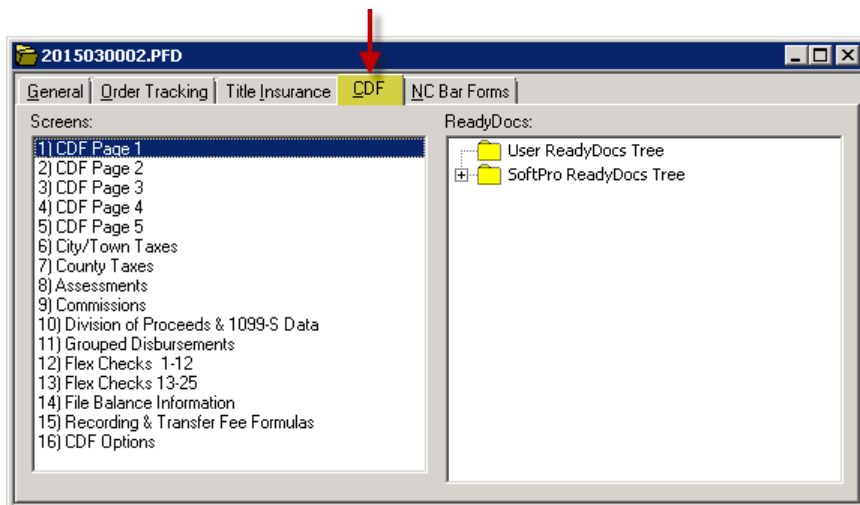 2015030002.PFD
General Order Tracking Title Insurance CDF NC Bar Forms
Screens:
1) CDF Page 1
2) CDF Page 2
3) CDF Page 3
4) CDF Page 4
5) CDF Page 5
6) City/Town Taxes
7) County Taxes
8) Assessments
9) Commissions
10) Division of Proceeds & 1099-S Data
11) Grouped Disbursements
12) Flex Checks 1-12
13) Flex Checks 13-25
14) File Balance Information
15) Recording & Transfer Fee Formulas
16) CDF Options
ReadyDocs:
User ReadyDocs Tree
SoftPro ReadyDocs Tree